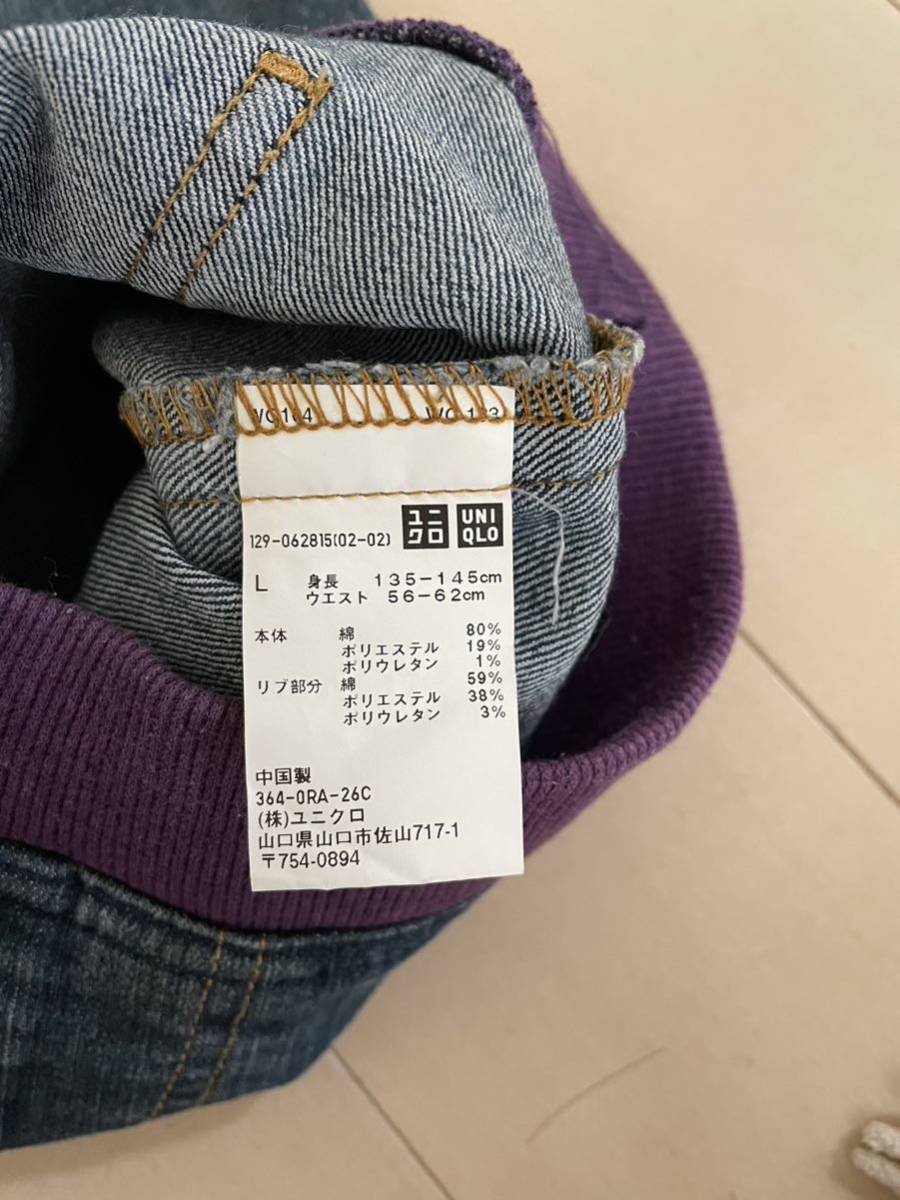 129-062815(02-02) ユニクロ UNIQLO
L 身長 135-145cm
ウエスト 56-62cm
本体 綿 80%
ポリエステル 19%
ポリウレタン 1%
リブ部分 綿 59%
ポリエステル 38%
ポリウレタン 3%
中国製
364-0RA-26C
(株)ユニクロ
山口県山口市佐山717-1
〒754-0894